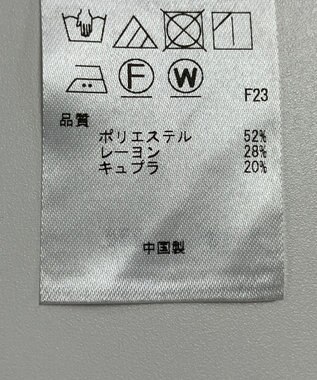 F W
F23
品質
ポリエステル 52%
レーヨン 28%
キュプラ 20%
中国製